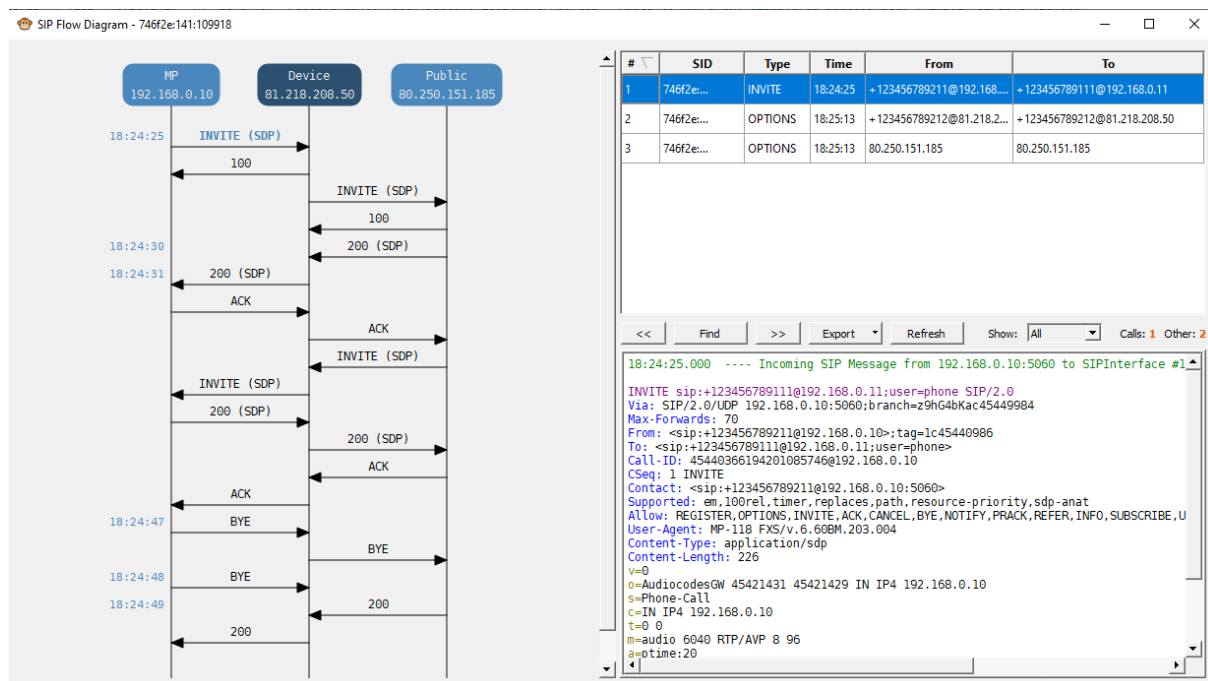 SIP Flow Diagram - 746f2e:141:109918
MP
192.168.0.10
Device
81.218.208.50
Public
80.250.151.185
18:24:25 INVITE (SDP)
100
INVITE (SDP)
100
18:24:30 200 (SDP)
18:24:31 200 (SDP)
ACK
ACK
INVITE (SDP)
INVITE (SDP)
200 (SDP)
200 (SDP)
ACK
ACK
18:24:47 BYE
BYE
18:24:48 BYE
18:24:49 200
200
# SID Type Time From To
1 746f2e:... INVITE 18:24:25 +123456789211@192.168.... +123456789111@192.168.0.11
2 746f2e:... OPTIONS 18:25:13 +123456789212@81.218.2... +123456789212@81.218.208.50
3 746f2e:... OPTIONS 18:25:13 80.250.151.185 80.250.151.185
<< Find >> Export Refresh Show: All Calls: 1 Other: 2
18:24:25.000 ---- Incoming SIP Message from 192.168.0.10:5060 to SIPInterface #1
INVITE sip:+123456789111@192.168.0.11;user=phone SIP/2.0
Via: SIP/2.0/UDP 192.168.0.10:5060;branch=z9hG4bKac45449984
Max-Forwards: 70
From: <sip:+123456789211@192.168.0.10>;tag=1c45440986
To: <sip:+123456789111@192.168.0.11;user=phone>
Call-ID: 45440366194201085746@192.168.0.10
CSeq: 1 INVITE
Contact: <sip:+123456789211@192.168.0.10:5060>
Supported: em,100rel,timer,replaces,path,resource-priority,sdp-anat
Allow: REGISTER,OPTIONS,INVITE,ACK,CANCEL,BYE,NOTIFY,PRACK,REFER,INFO,SUBSCRIBE,U
User-Agent: MP-118 FXS/v.6.60BM.203.004
Content-Type: application/sdp
Content-Length: 226
v=0
o=AudiocodesGW 45421431 45421429 IN IP4 192.168.0.10
s=Phone-Call
c=IN IP4 192.168.0.10
t=0 0
m=audio 6040 RTP/AVP 8 96
a=ptime:20